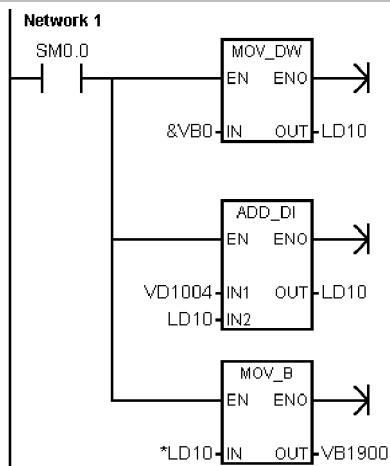 Network 1
SM0.0
MOV_DW
EN ENO
&VB0 IN OUT LD10
ADD_DI
EN ENO
VD1004 IN1 OUT LD10
LD10 IN2
MOV_B
EN ENO
*LD10 IN OUT VB1900